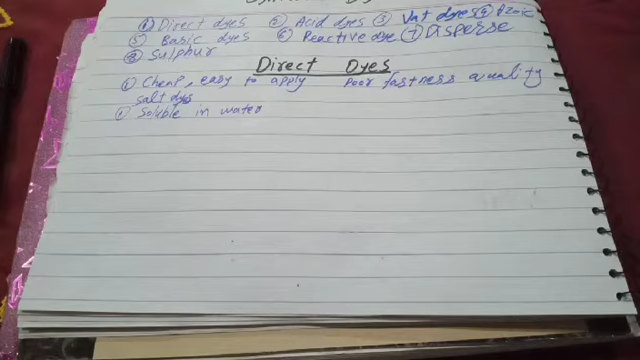 ① Direct dyes ② Acid dyes ③ Vat dyes ④ Azoic
⑤ Basic dyes ⑥ Reactive dye ⑦ Disperse
⑧ Sulphur
Direct Dyes
① Cheap, easy to apply poor fastness quality
salt dyes
① Soluble in water